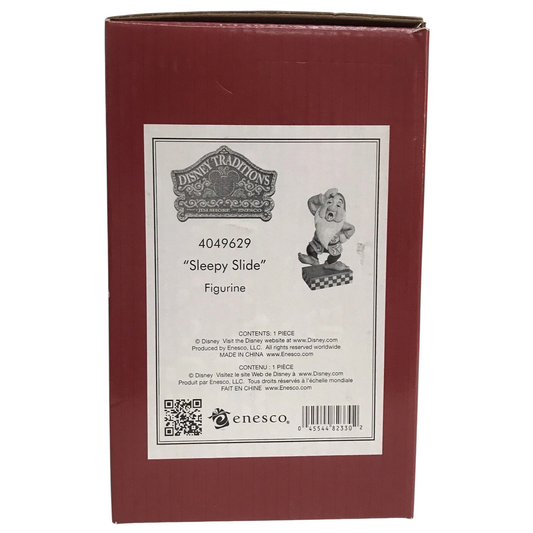 DISNEY TRADITIONS
JIM SHORE ENESCO
4049629
“Sleepy Slide”
Figurine
CONTENTS: 1 PIECE
© Disney Visit the Disney website at www.Disney.com
Produced by Enesco, LLC. All rights reserved worldwide
MADE IN CHINA www.Enesco.com
CONTENU : 1 PIÈCE
© Disney Visitez le site Web de Disney à www.Disney.com
Produit par Enesco, LLC. Tous droits réservés à l'échelle mondiale
FAIT EN CHINE www.Enesco.com
enesco®
0 45544 82330 2